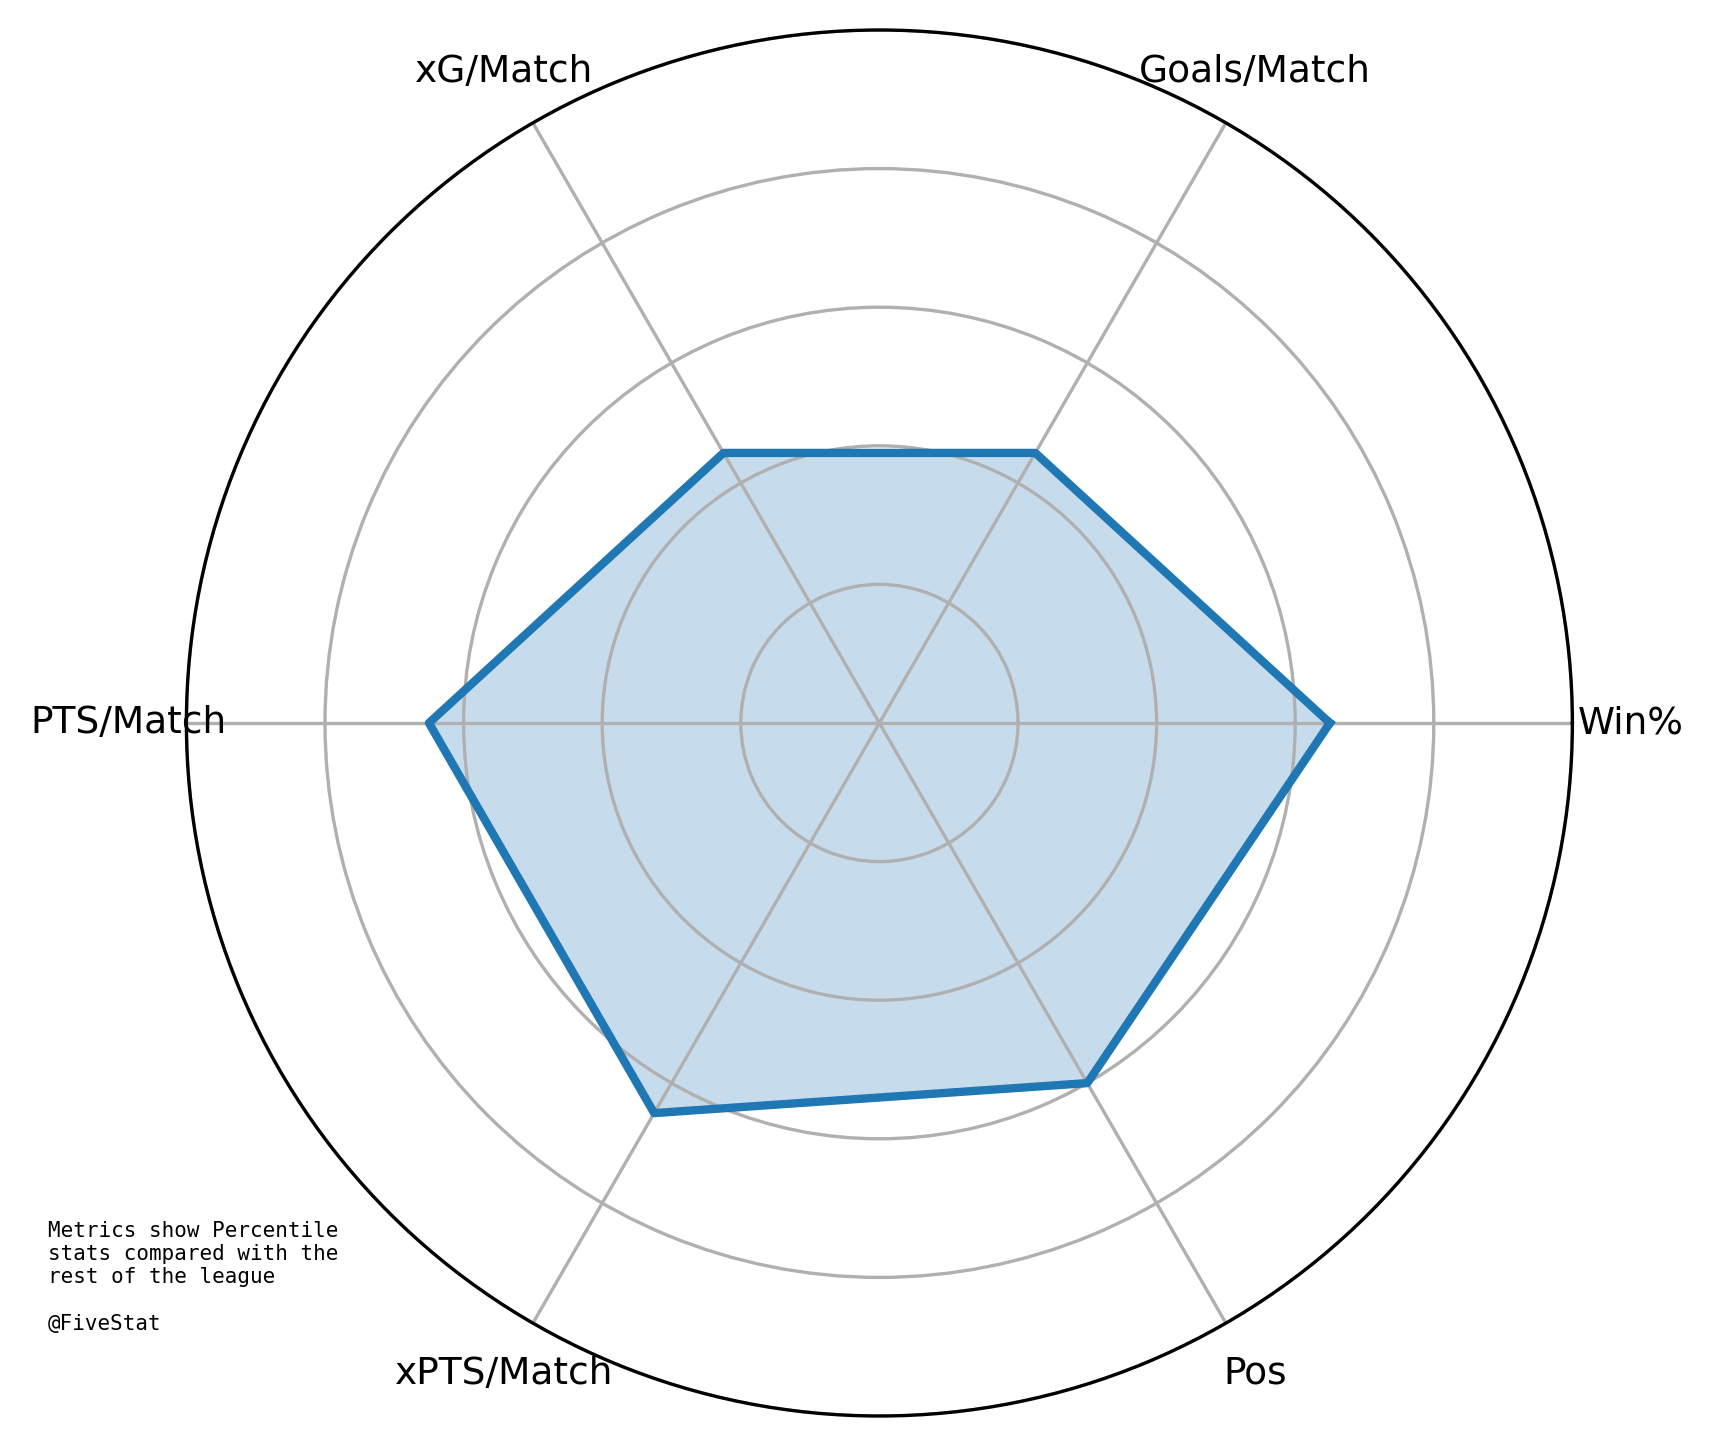 xG/Match
Goals/Match
PTS/Match
Win%
Metrics show Percentile
stats compared with the
rest of the league
@FiveStat
xPTS/Match
Pos